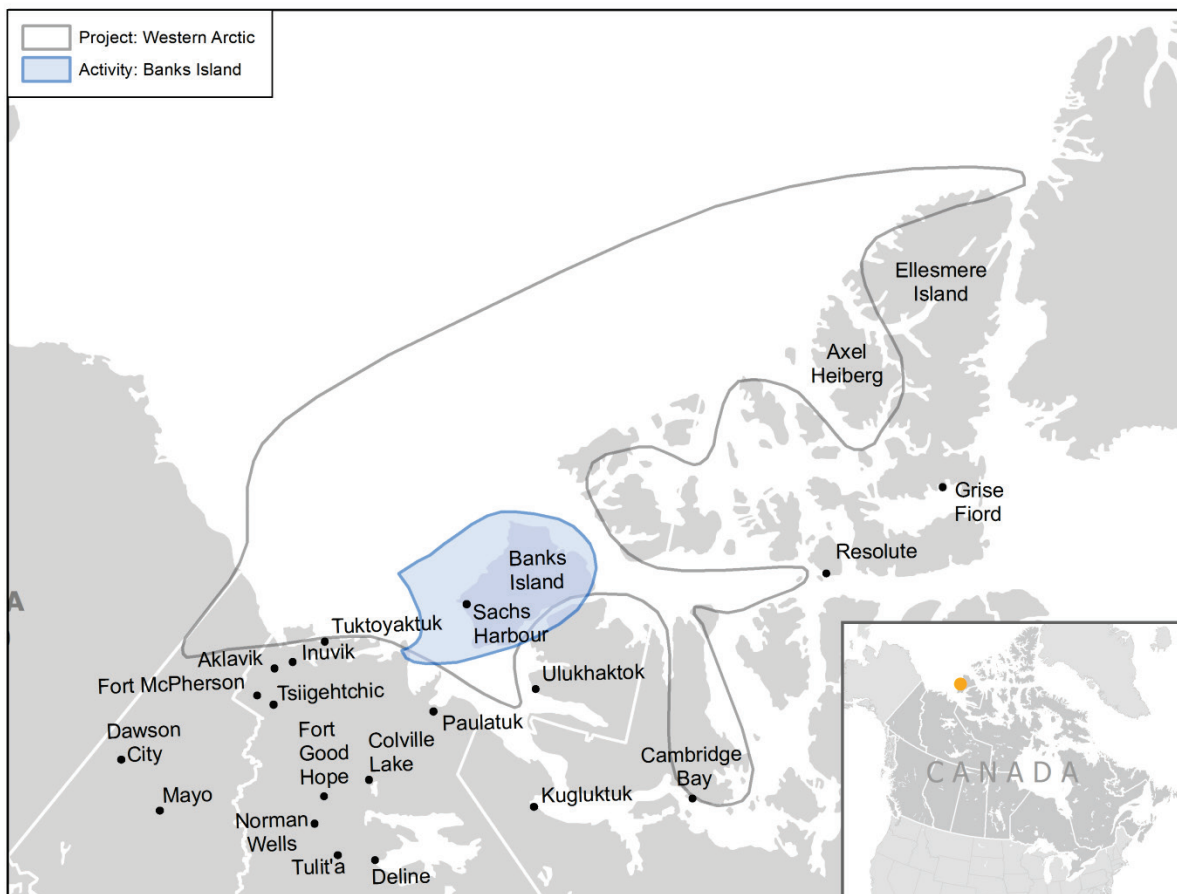 Project: Western Arctic
Activity: Banks Island
Ellesmere
Island
Axel
Heiberg
Grise
Fiord
Resolute
Banks
Island
Sachs
Harbour
A
Tuktoyaktuk
Inuvik
Aklavik
Fort McPherson
Tsiigehtchic
Ulukhaktok
Paulatuk
Dawson
City
Fort
Good
Hope
Colville
Lake
Cambridge
Bay
Mayo
Kugluktuk
Norman
Wells
Tulit'a
Deline
CANADA